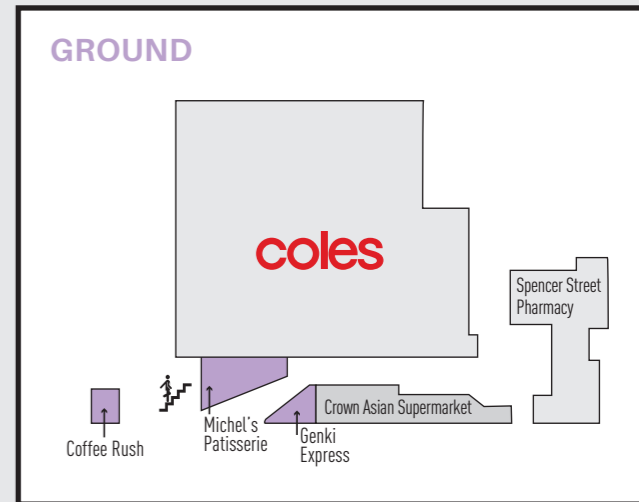 GROUND
coles
Spencer Street
Pharmacy
Crown Asian Supermarket
Michel's
Patisserie
Genki
Express
Coffee Rush